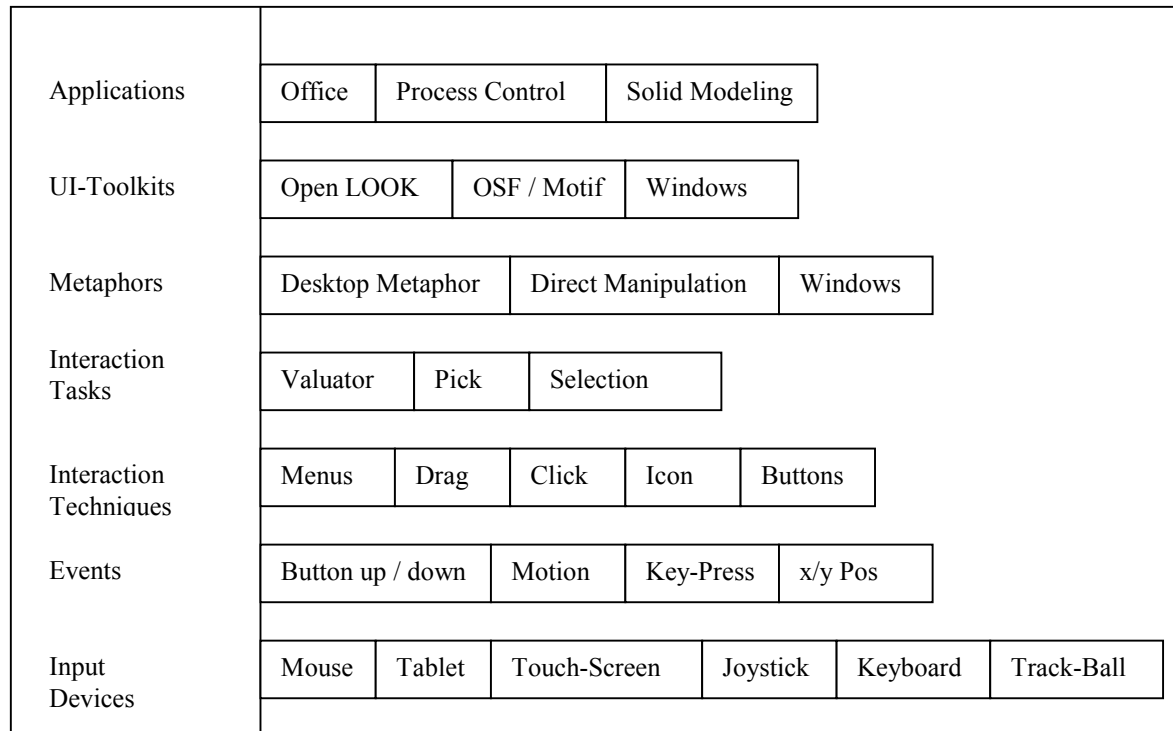 Applications Office Process Control Solid Modeling
UI-Toolkits Open LOOK OSF / Motif Windows
Metaphors Desktop Metaphor Direct Manipulation Windows
Interaction
Tasks
Valuator Pick Selection
Interaction
Techniques
Menus Drag Click Icon Buttons
Events Button up / down Motion Key-Press x/y Pos
Input
Devices
Mouse Tablet Touch-Screen Joystick Keyboard Track-Ball